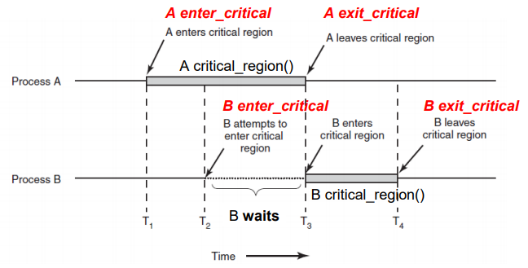 A enter_critical
A exit_critical
A enters critical region
A leaves critical region
A critical_region()
Process A
B enter_critical
B exit_critical
B attempts to
enter critical
region
B enters
critical region
B leaves
critical region
Process B
B critical_region()
B waits
T1
T2
T3
T4
Time